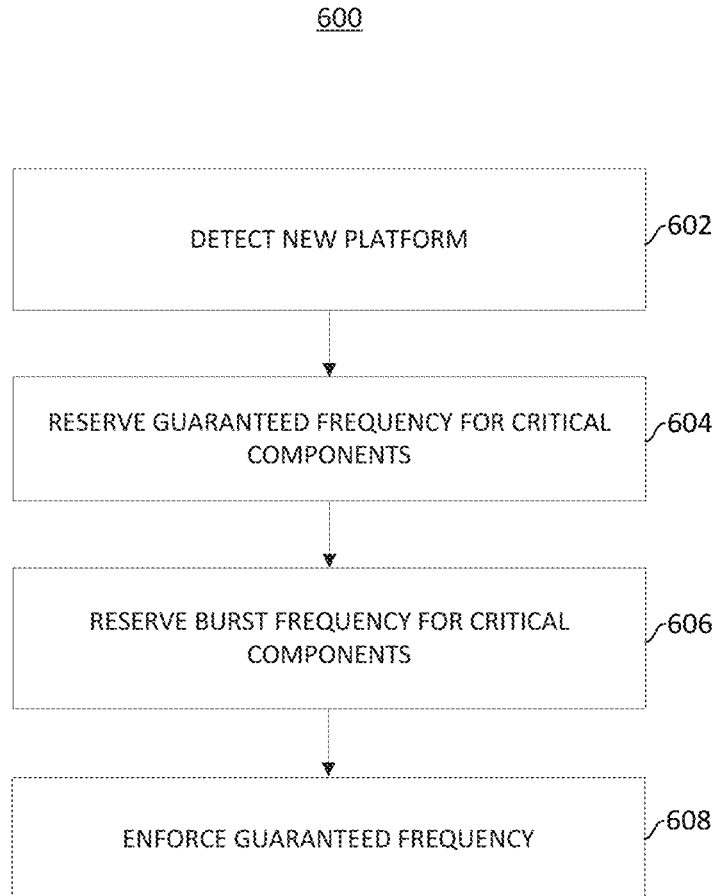 600
DETECT NEW PLATFORM
602
RESERVE GUARANTEED FREQUENCY FOR CRITICAL
COMPONENTS
604
RESERVE BURST FREQUENCY FOR CRITICAL
COMPONENTS
606
ENFORCE GUARANTEED FREQUENCY
608